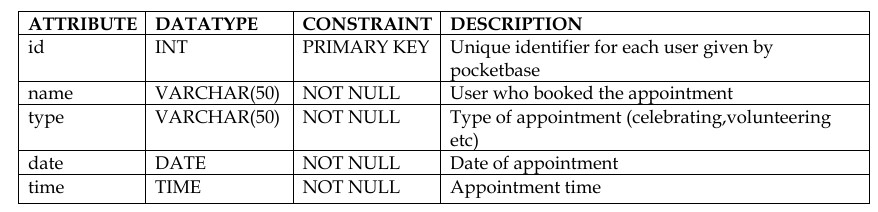 ATTRIBUTE DATATYPE CONSTRAINT DESCRIPTION
id INT PRIMARY KEY Unique identifier for each user given by
pocketbase
name VARCHAR(50) NOT NULL User who booked the appointment
type VARCHAR(50) NOT NULL Type of appointment (celebrating,volunteering
etc)
date DATE NOT NULL Date of appointment
time TIME NOT NULL Appointment time